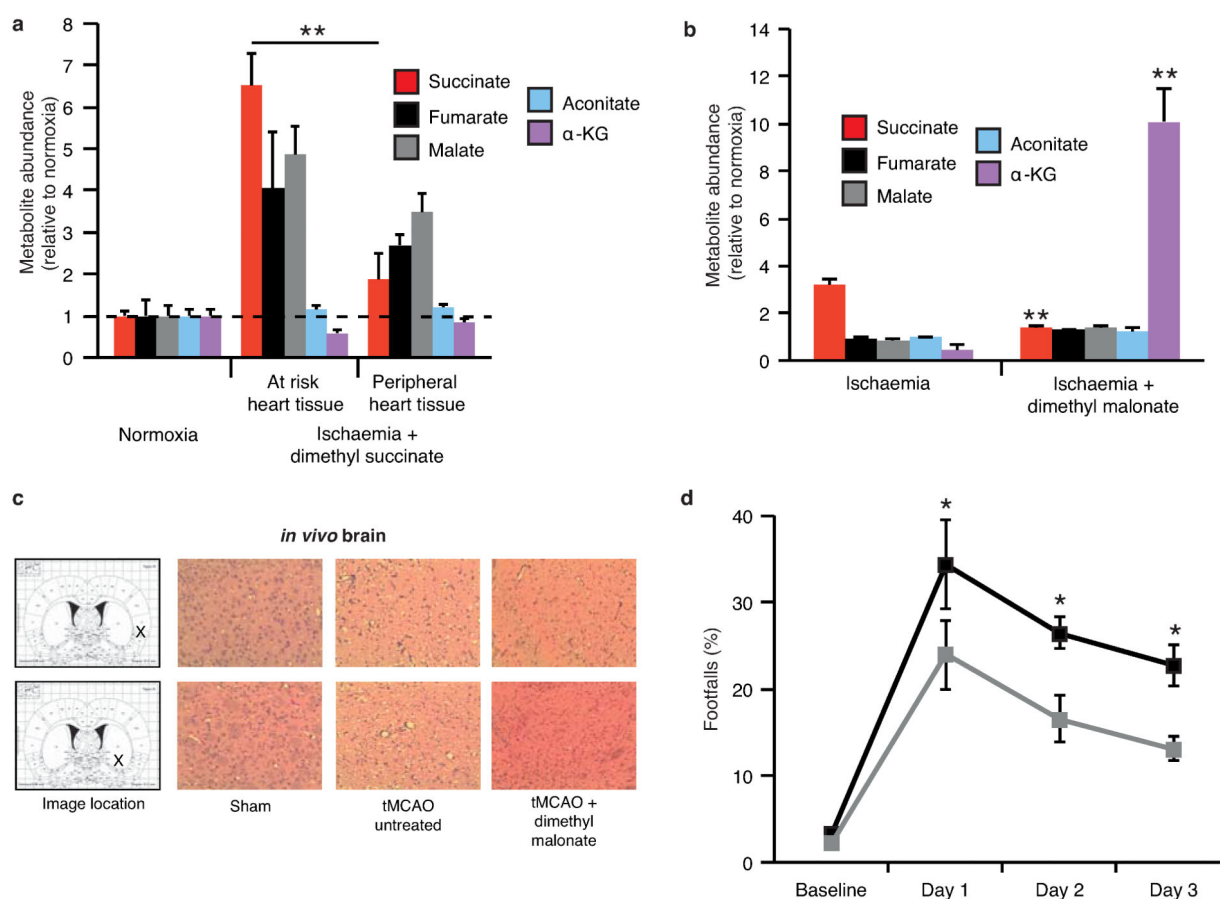 a
Metabolite abundance
(relative to normoxia)
8
7
6
5
4
3
2
1
0
**
Succinate
Fumarate
Malate
Aconitate
α-KG
Normoxia
At risk
heart tissue
Peripheral
heart tissue
Ischaemia +
dimethyl succinate
b
Metabolite abundance
(relative to normoxia)
14
12
10
8
6
4
2
0
Succinate
Fumarate
Malate
Aconitate
α-KG
**
**
Ischaemia
Ischaemia +
dimethyl malonate
c
in vivo brain
X
X
Image location
Sham
tMCAO
untreated
tMCAO +
dimethyl
malonate
d
Footfalls (%)
40
30
20
10
0
*
*
*
Baseline
Day 1
Day 2
Day 3